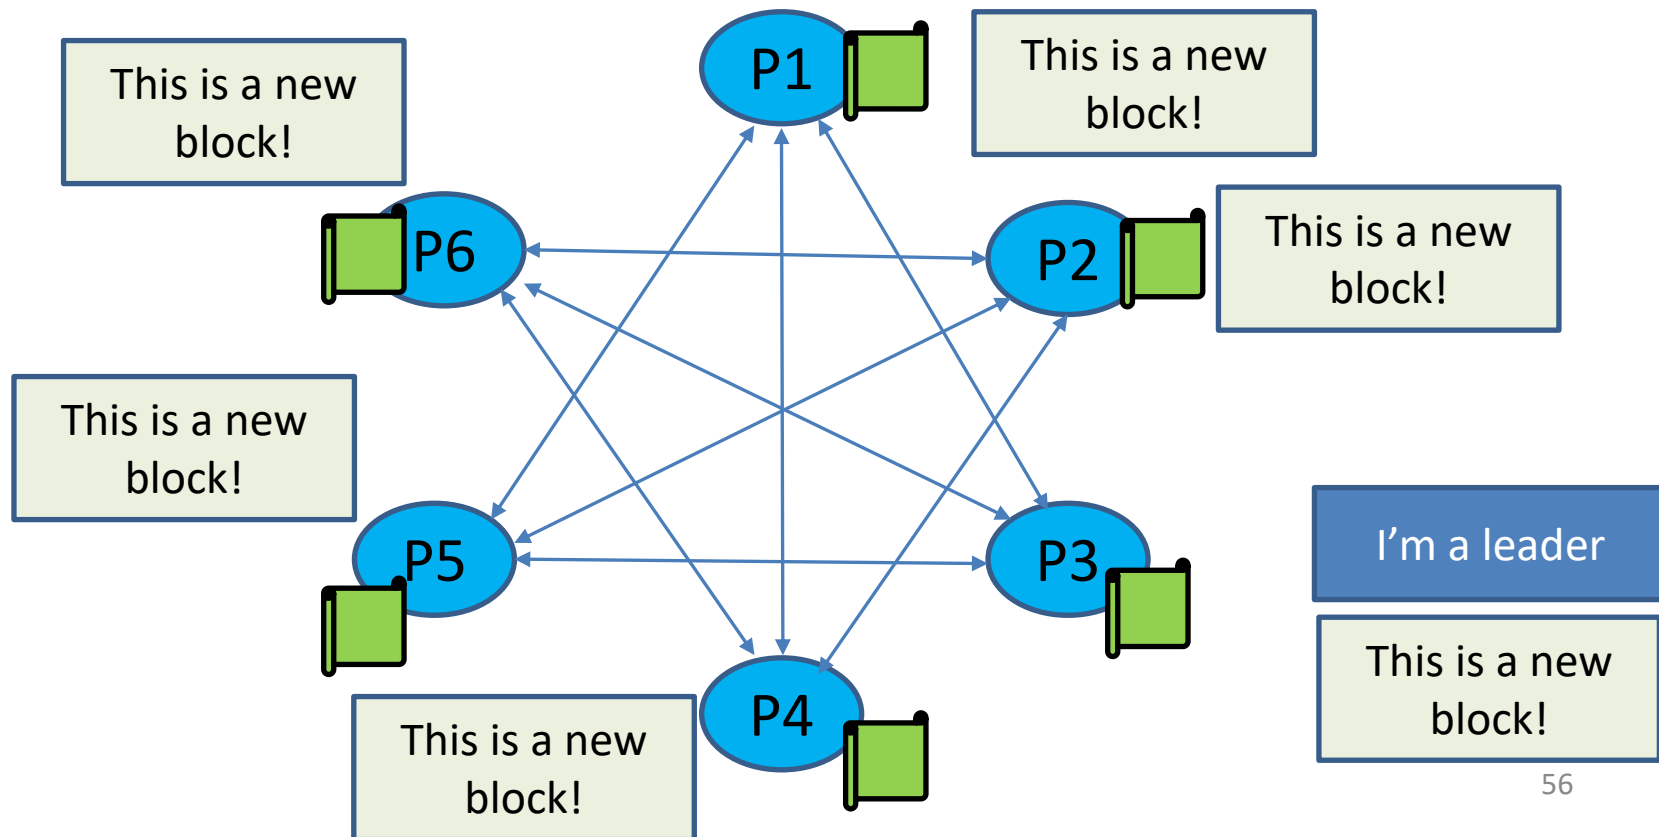 P1
This is a new
block!
This is a new
block!
P6
P2
This is a new
block!
This is a new
block!
P5
P3
I’m a leader
This is a new
block!
P4
This is a new
block!
56